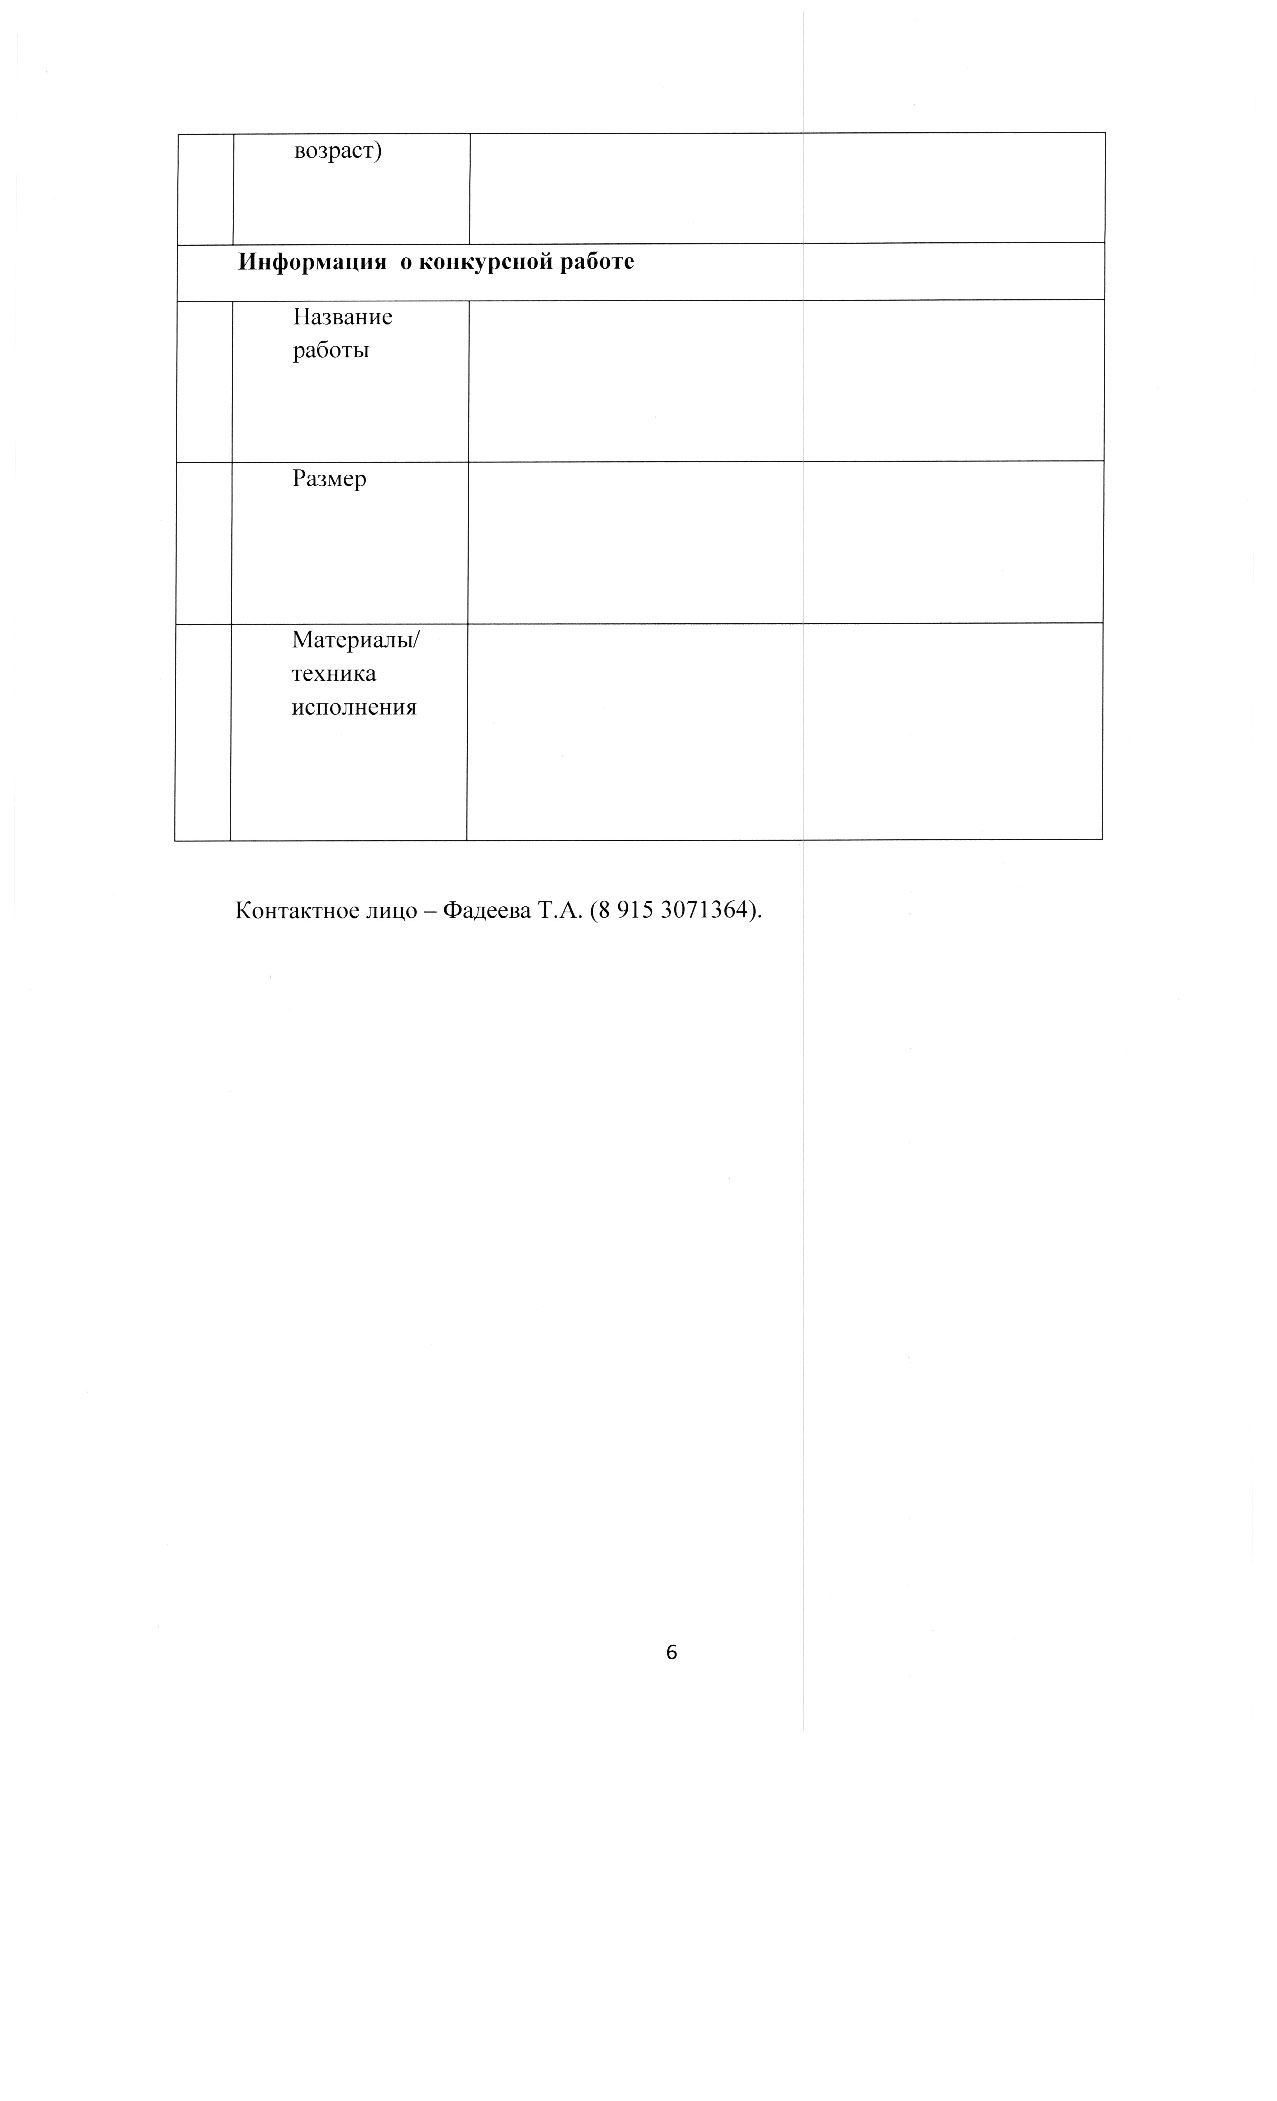 возраст)
Информация о конкурсной работе
Название
работы
Размер
Материалы/
техника
исполнения
Контактное лицо – Фадеева Т.А. (8 915 3071364).
6